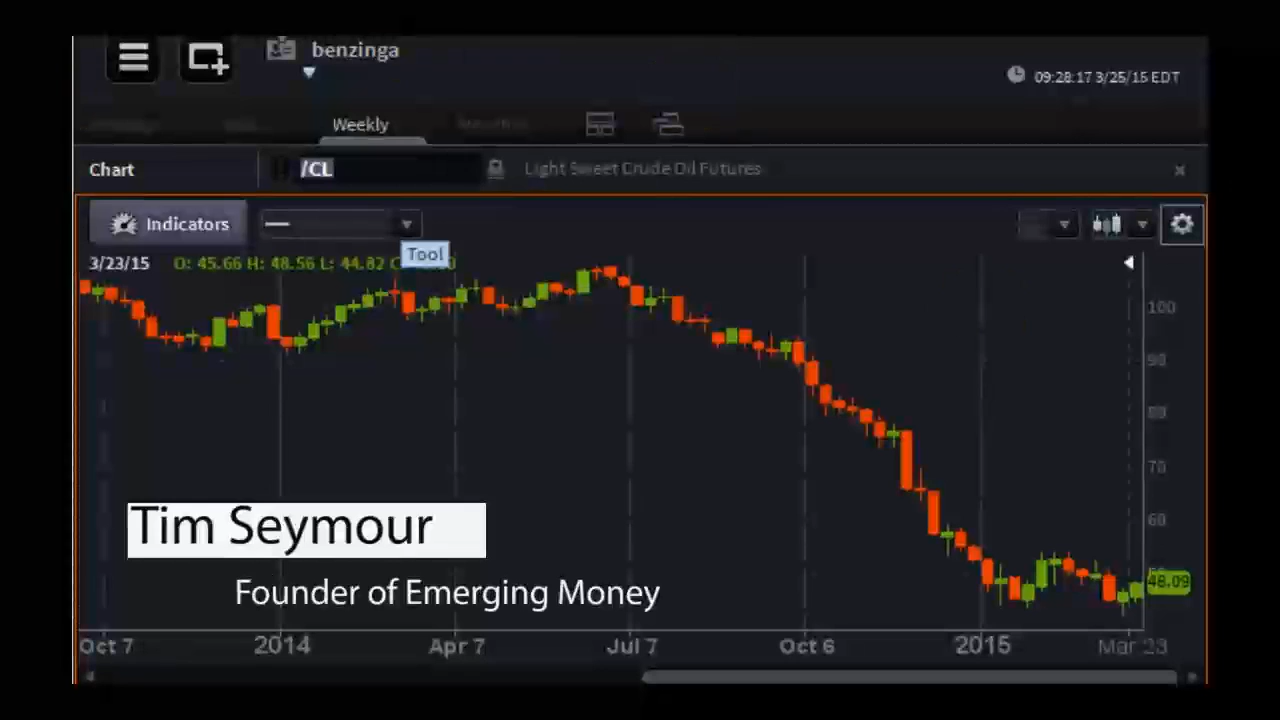 benzinga
09:28:17 3/25/15 EDT
Weekly
Chart
/CL
Light Sweet Crude Oil Futures
Indicators
Tool
3/23/15 O: 45.66 H: 48.56 L: 44.82
100
90
80
70
60
48.09
Tim Seymour
Founder of Emerging Money
Oct 7 2014 Apr 7 Jul 7 Oct 6 2015 Mar 23